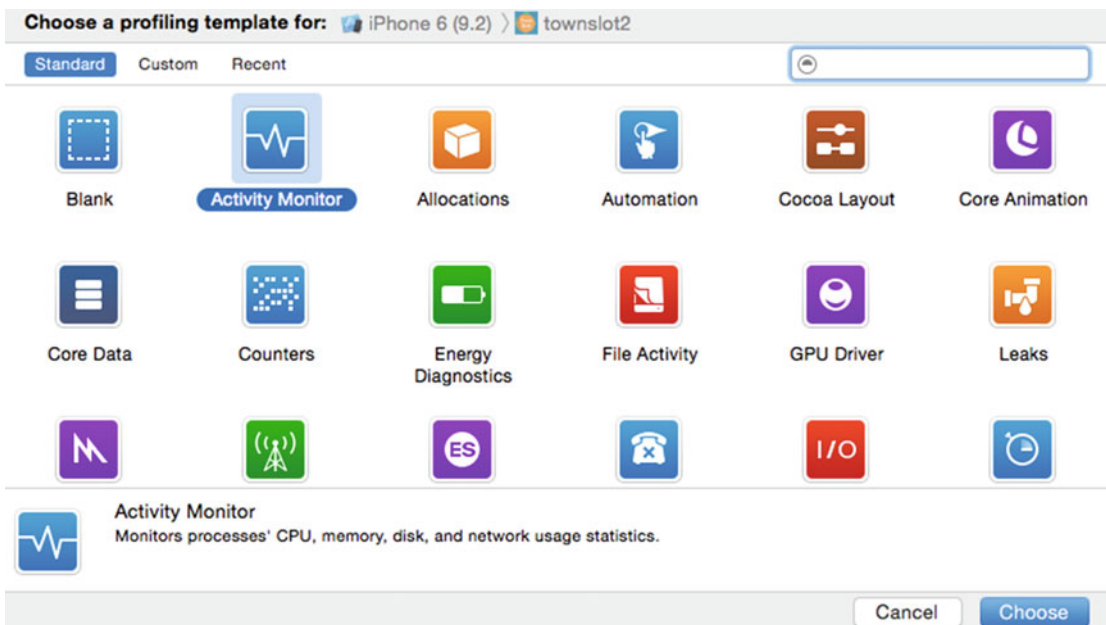 Choose a profiling template for: iPhone 6 (9.2) 〉 townslot2
Standard Custom Recent
Blank Activity Monitor Allocations Automation Cocoa Layout Core Animation
Core Data Counters Energy Diagnostics File Activity GPU Driver Leaks
ES I/O
Activity Monitor
Monitors processes' CPU, memory, disk, and network usage statistics.
Cancel Choose